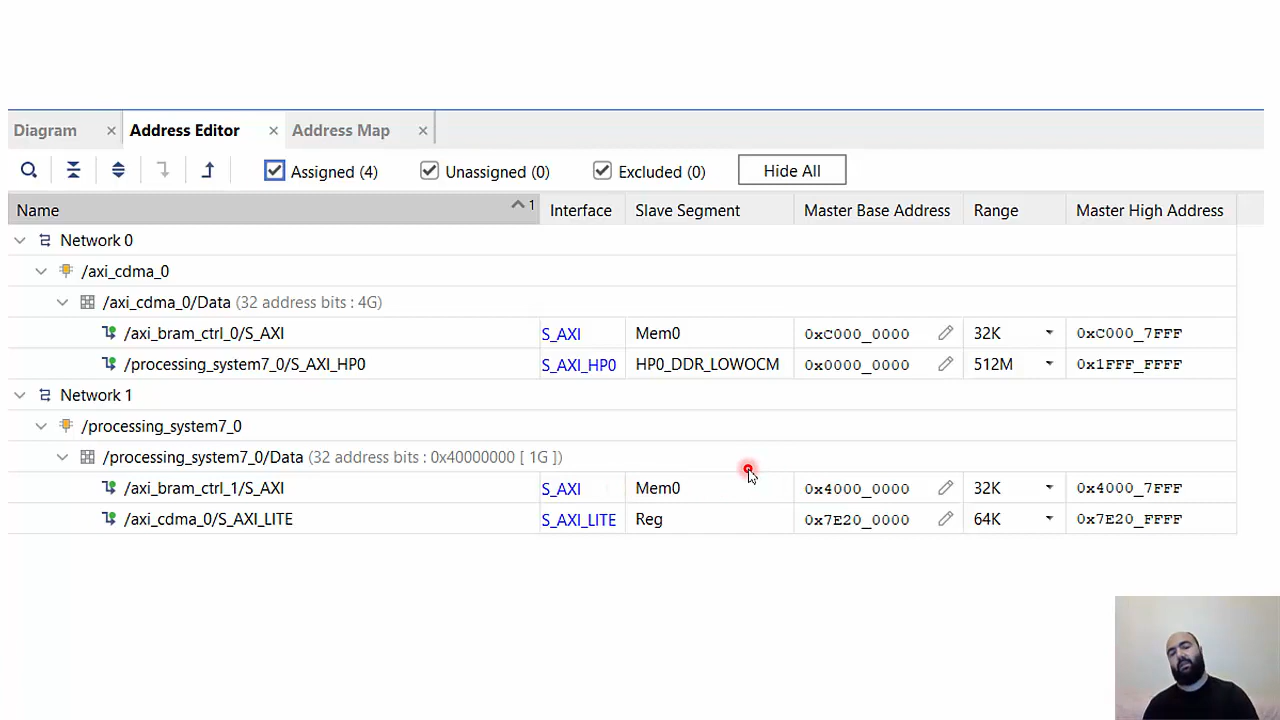 Diagram × Address Editor × Address Map ×
Assigned (4) Unassigned (0) Excluded (0) Hide All
Name 1 Interface Slave Segment Master Base Address Range Master High Address
Network 0
/axi_cdma_0
/axi_cdma_0/Data (32 address bits : 4G)
/axi_bram_ctrl_0/S_AXI S_AXI Mem0 0xC000_0000 32K 0xC000_7FFF
/processing_system7_0/S_AXI_HP0 S_AXI_HP0 HP0_DDR_LOWOCM 0x0000_0000 512M 0x1FFF_FFFF
Network 1
/processing_system7_0
/processing_system7_0/Data (32 address bits : 0x40000000 [ 1G ])
/axi_bram_ctrl_1/S_AXI S_AXI Mem0 0x4000_0000 32K 0x4000_7FFF
/axi_cdma_0/S_AXI_LITE S_AXI_LITE Reg 0x7E20_0000 64K 0x7E20_FFFF